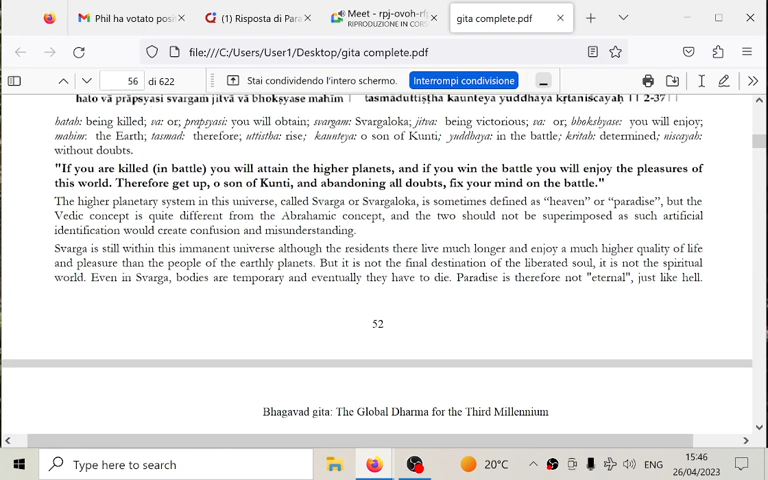 Phil ha votato posi
(1) Risposta di Para
Meet - rpj-ovoh-rf
RIPRODUZIONE IN CORS
gita complete.pdf
file:///C:/Users/User1/Desktop/gita complete.pdf
56 di 622
Stai condividendo l'intero schermo. Interrompi condivisione
hato vā prāpsyasi svargaṁ jitvā vā bhokṣyase mahīm | tasmāduttiṣṭha kaunteya yuddhāya kṛtaniścayaḥ || 2-37||
hatah: being killed; va: or; prapsyasi: you will obtain; svargam: Svargaloka; jitva: being victorious; va: or; bhokshyase: you will enjoy;
mahim: the Earth; tasmad: therefore; uttistha: rise; kaunteya: o son of Kunti; yuddhaya: in the battle; kritah: determined; niscayah:
without doubts.
"If you are killed (in battle) you will attain the higher planets, and if you win the battle you will enjoy the pleasures of
this world. Therefore get up, o son of Kunti, and abandoning all doubts, fix your mind on the battle."
The higher planetary system in this universe, called Svarga or Svargaloka, is sometimes defined as “heaven” or “paradise”, but the
Vedic concept is quite different from the Abrahamic concept, and the two should not be superimposed as such artificial
identification would create confusion and misunderstanding.
Svarga is still within this immanent universe although the residents there live much longer and enjoy a much higher quality of life
and pleasure than the people of the earthly planets. But it is not the final destination of the liberated soul, it is not the spiritual
world. Even in Svarga, bodies are temporary and eventually they have to die. Paradise is therefore not "eternal", just like hell.
52
Bhagavad gita: The Global Dharma for the Third Millennium
Type here to search
20°C
ENG
15:46
26/04/2023